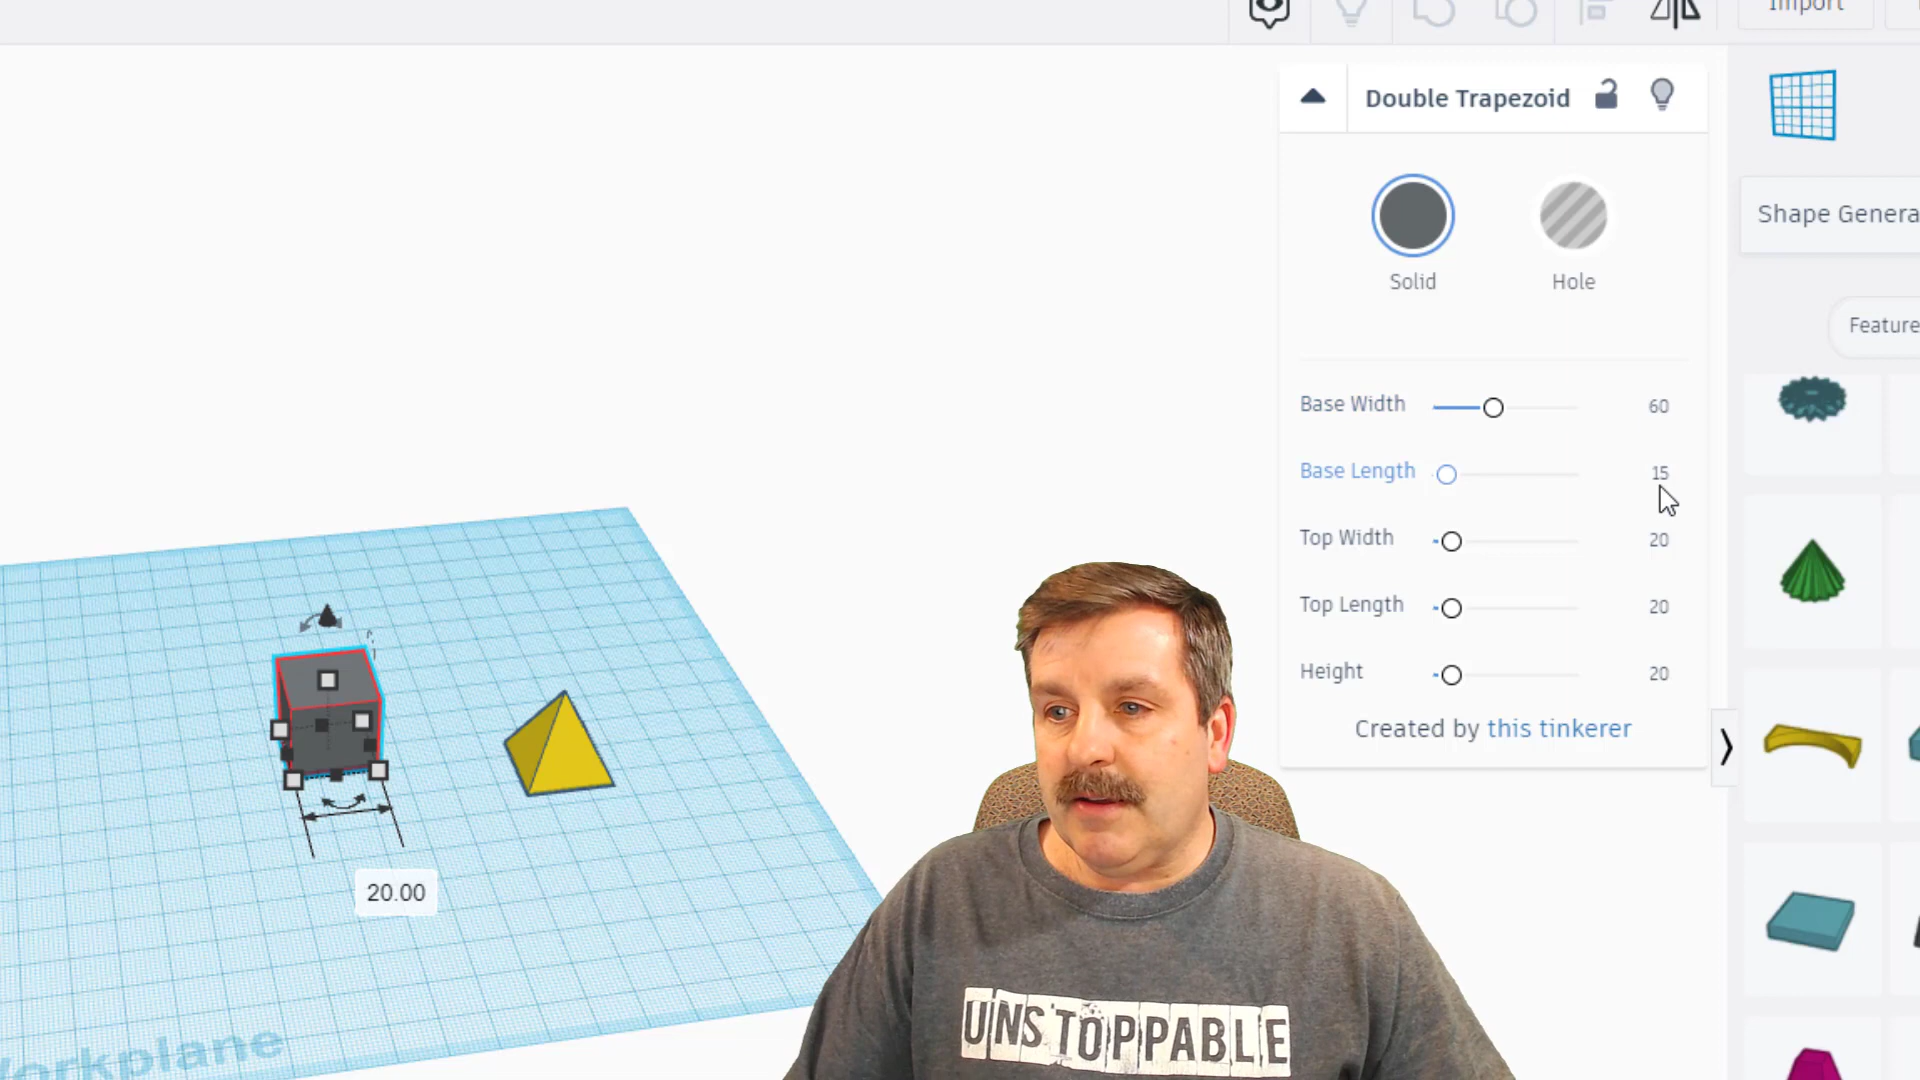 Import
Double Trapezoid
Shape Genera
Solid
Hole
Feature
Base Width
60
Base Length
15
Top Width
20
Top Length
20
Height
20
Created by this tinkerer
20.00
UNSTOPPABLE
orkplane